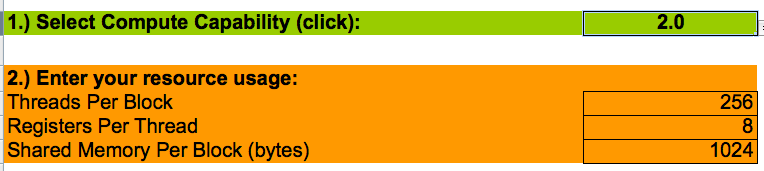 1.) Select Compute Capability (click): 2.0
2.) Enter your resource usage:
Threads Per Block 256
Registers Per Thread 8
Shared Memory Per Block (bytes) 1024